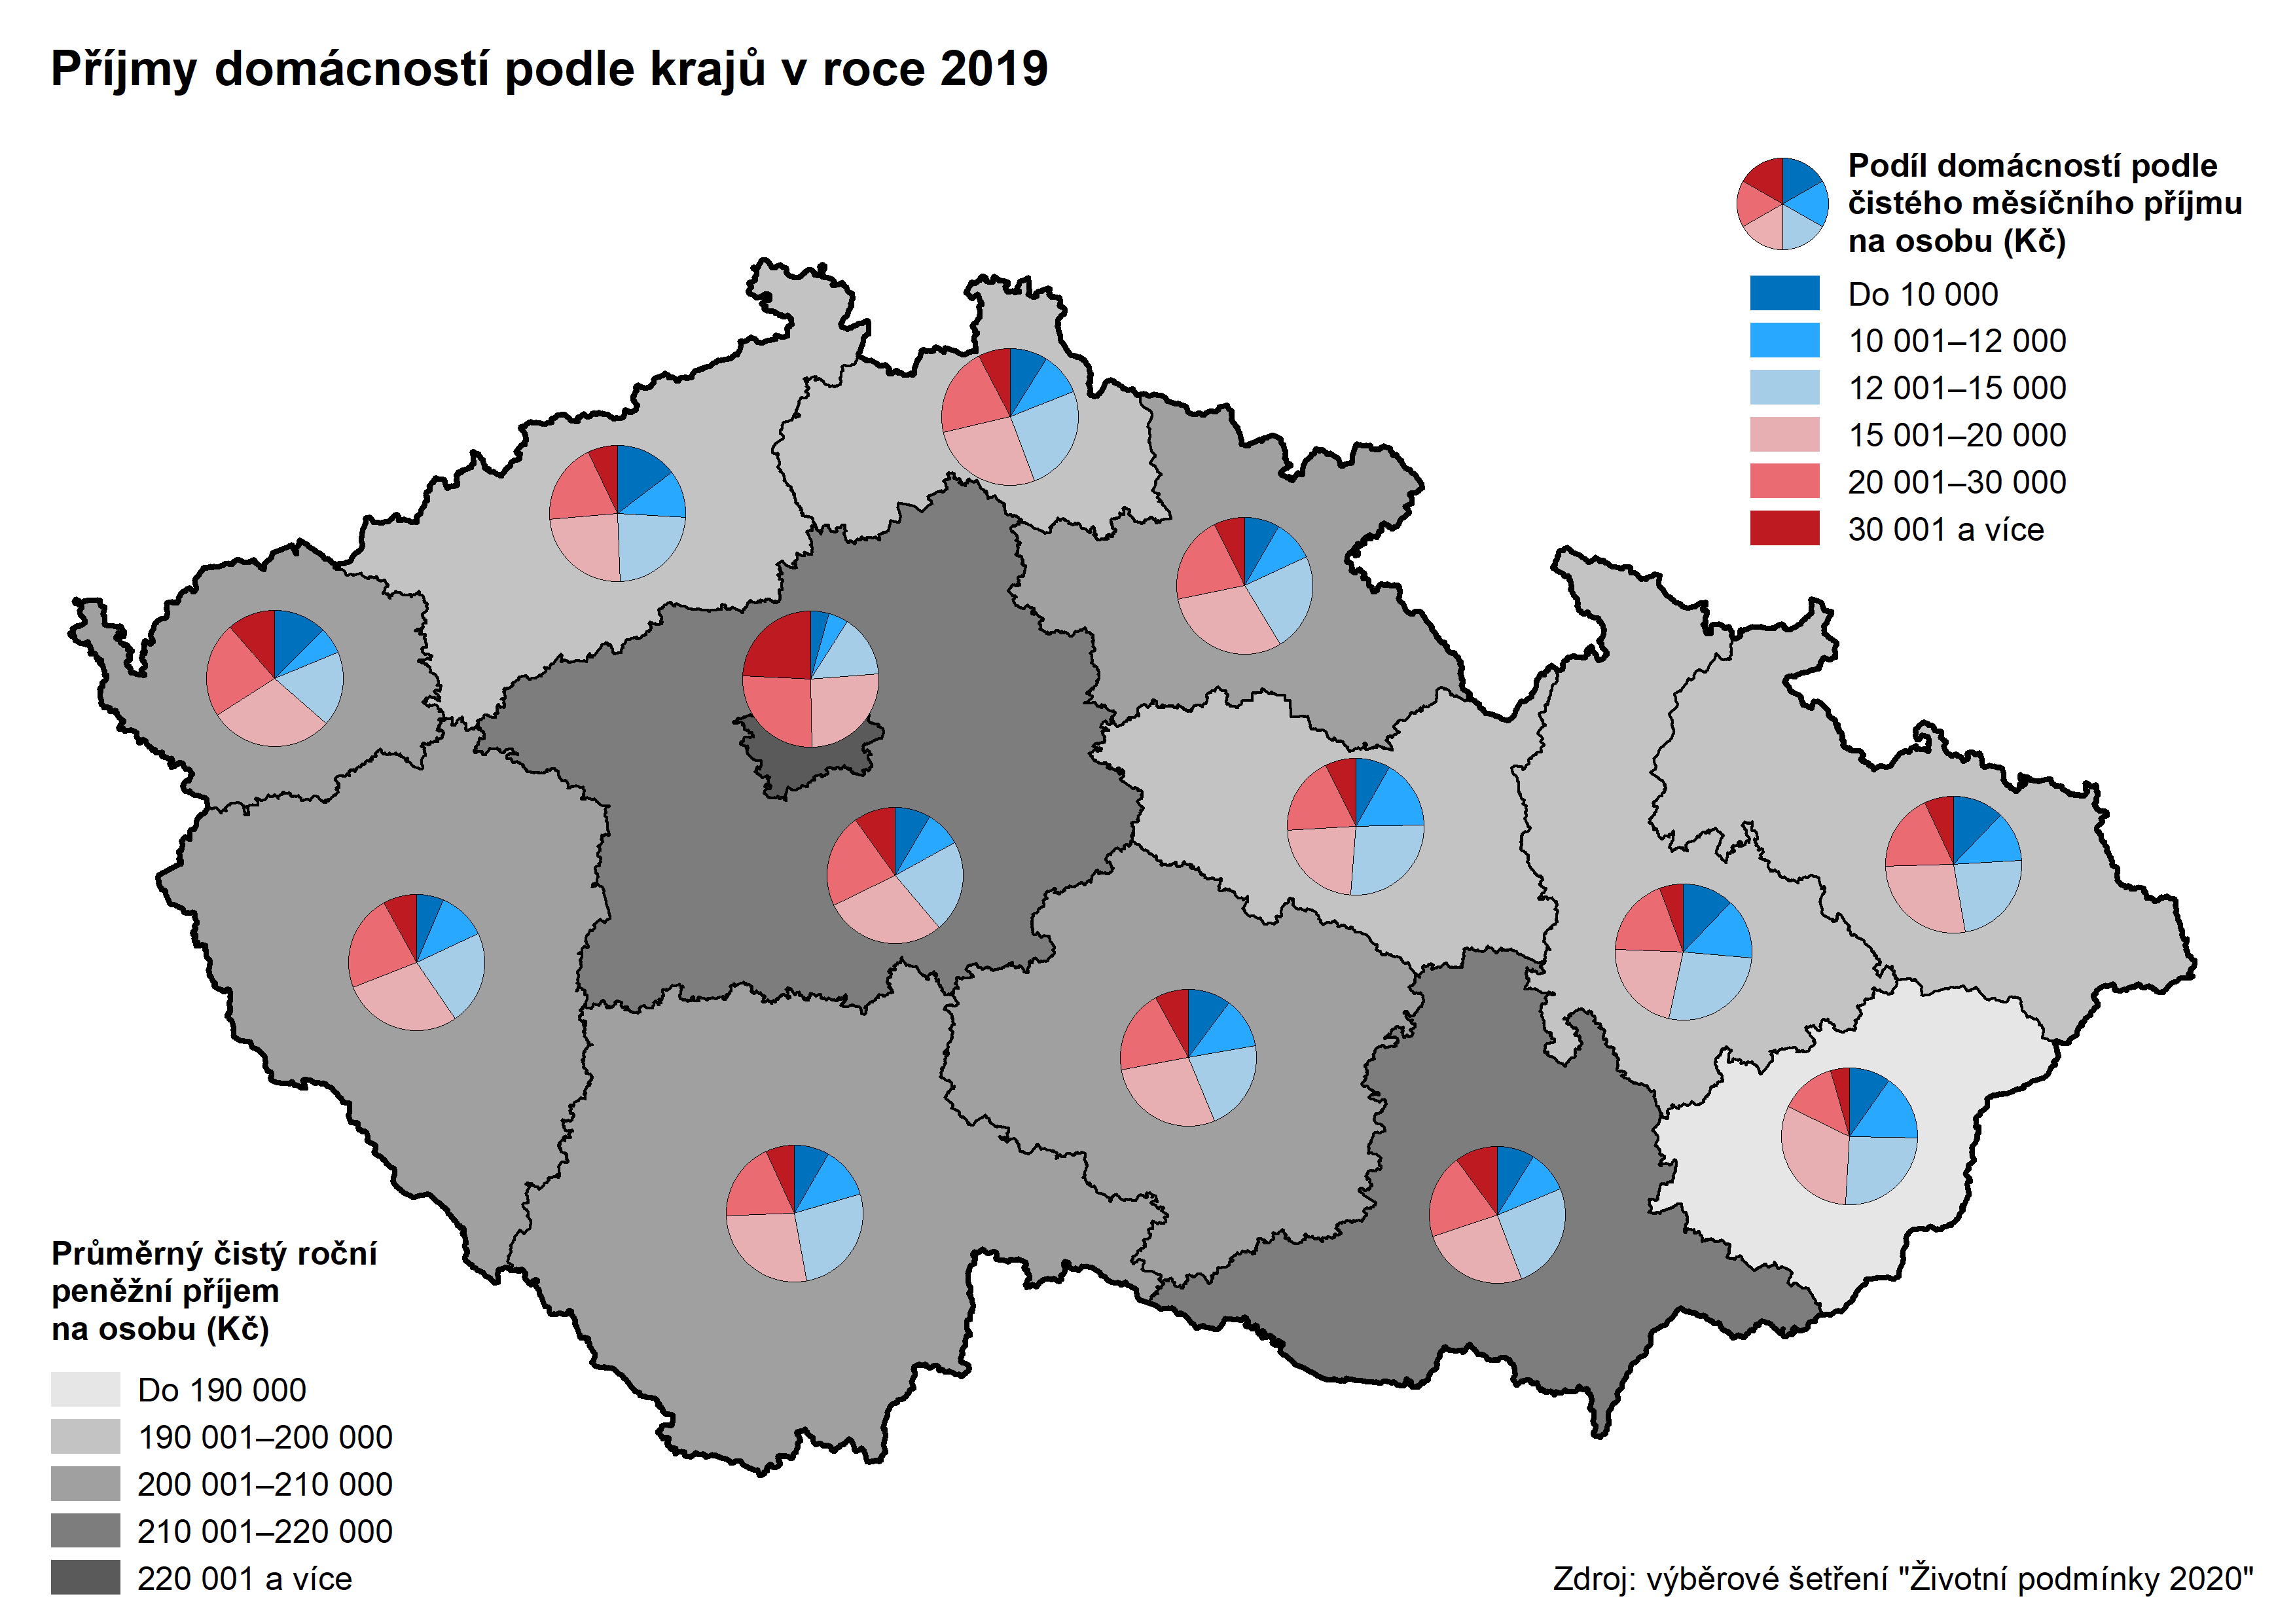 Příjmy domácností podle krajů v roce 2019
Podíl domácností podle
čistého měsíčního příjmu
na osobu (Kč)
Do 10 000
10 001–12 000
12 001–15 000
15 001–20 000
20 001–30 000
30 001 a více
Průměrný čistý roční
peněžní příjem
na osobu (Kč)
Do 190 000
190 001–200 000
200 001–210 000
210 001–220 000
220 001 a více
Zdroj: výběrové šetření "Životní podmínky 2020"